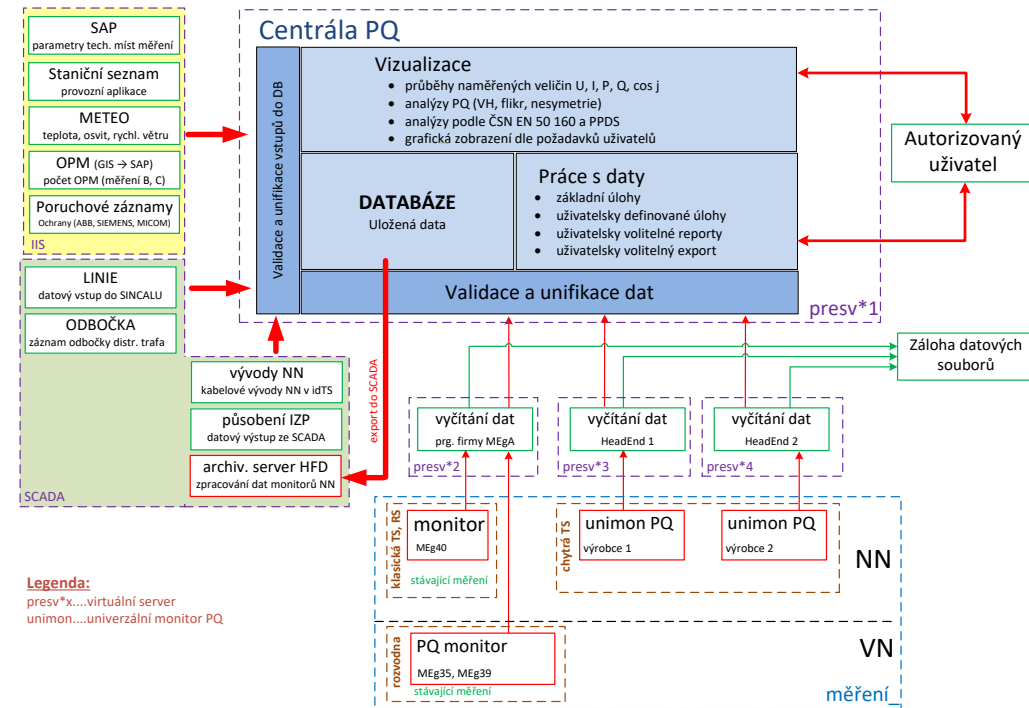 SAP
parametry tech. míst měření
Staniční seznam
provozní aplikace
METEO
teplota, osvit, rychl. větru
OPM (GIS → SAP)
počet OPM (měření B, C)
Poruchové záznamy
Ochrany (ABB, SIEMENS, MICOM)
IIS
LINIE
datový vstup do SINCALU
ODBOČKA
záznam odbočky distr. trafa
vývody NN
kabelové vývody NN v idTS
působení IZP
datový výstup ze SCADA
archiv. server HFD
zpracování dat monitorů NN
SCADA
Centrála PQ
Validace a unifikace vstupů do DB
Vizualizace
• průběhy naměřených veličin U, I, P, Q, cos j
• analýzy PQ (VH, flikr, nesymetrie)
• analýzy podle ČSN EN 50 160 a PPDS
• grafická zobrazení dle požadavků uživatelů
DATABÁZE
Uložená data
Práce s daty
• základní úlohy
• uživatelsky definované úlohy
• uživatelsky volitelné reporty
• uživatelsky volitelný export
Validace a unifikace dat
presv*1
Autorizovaný
uživatel
export do SCADA
Záloha datových
souborů
vyčítání dat
prg. firmy MEgA
presv*2
vyčítání dat
HeadEnd 1
presv*3
vyčítání dat
HeadEnd 2
presv*4
klasická TS, RS
monitor
MEg40
stávající měření
chytrá TS
unimon PQ
výrobce 1
unimon PQ
výrobce 2
NN
VN
rozvodna
PQ monitor
MEg35, MEg39
stávající měření
měření_
Legenda:
presv*x....virtuální server
unimon....univerzální monitor PQ